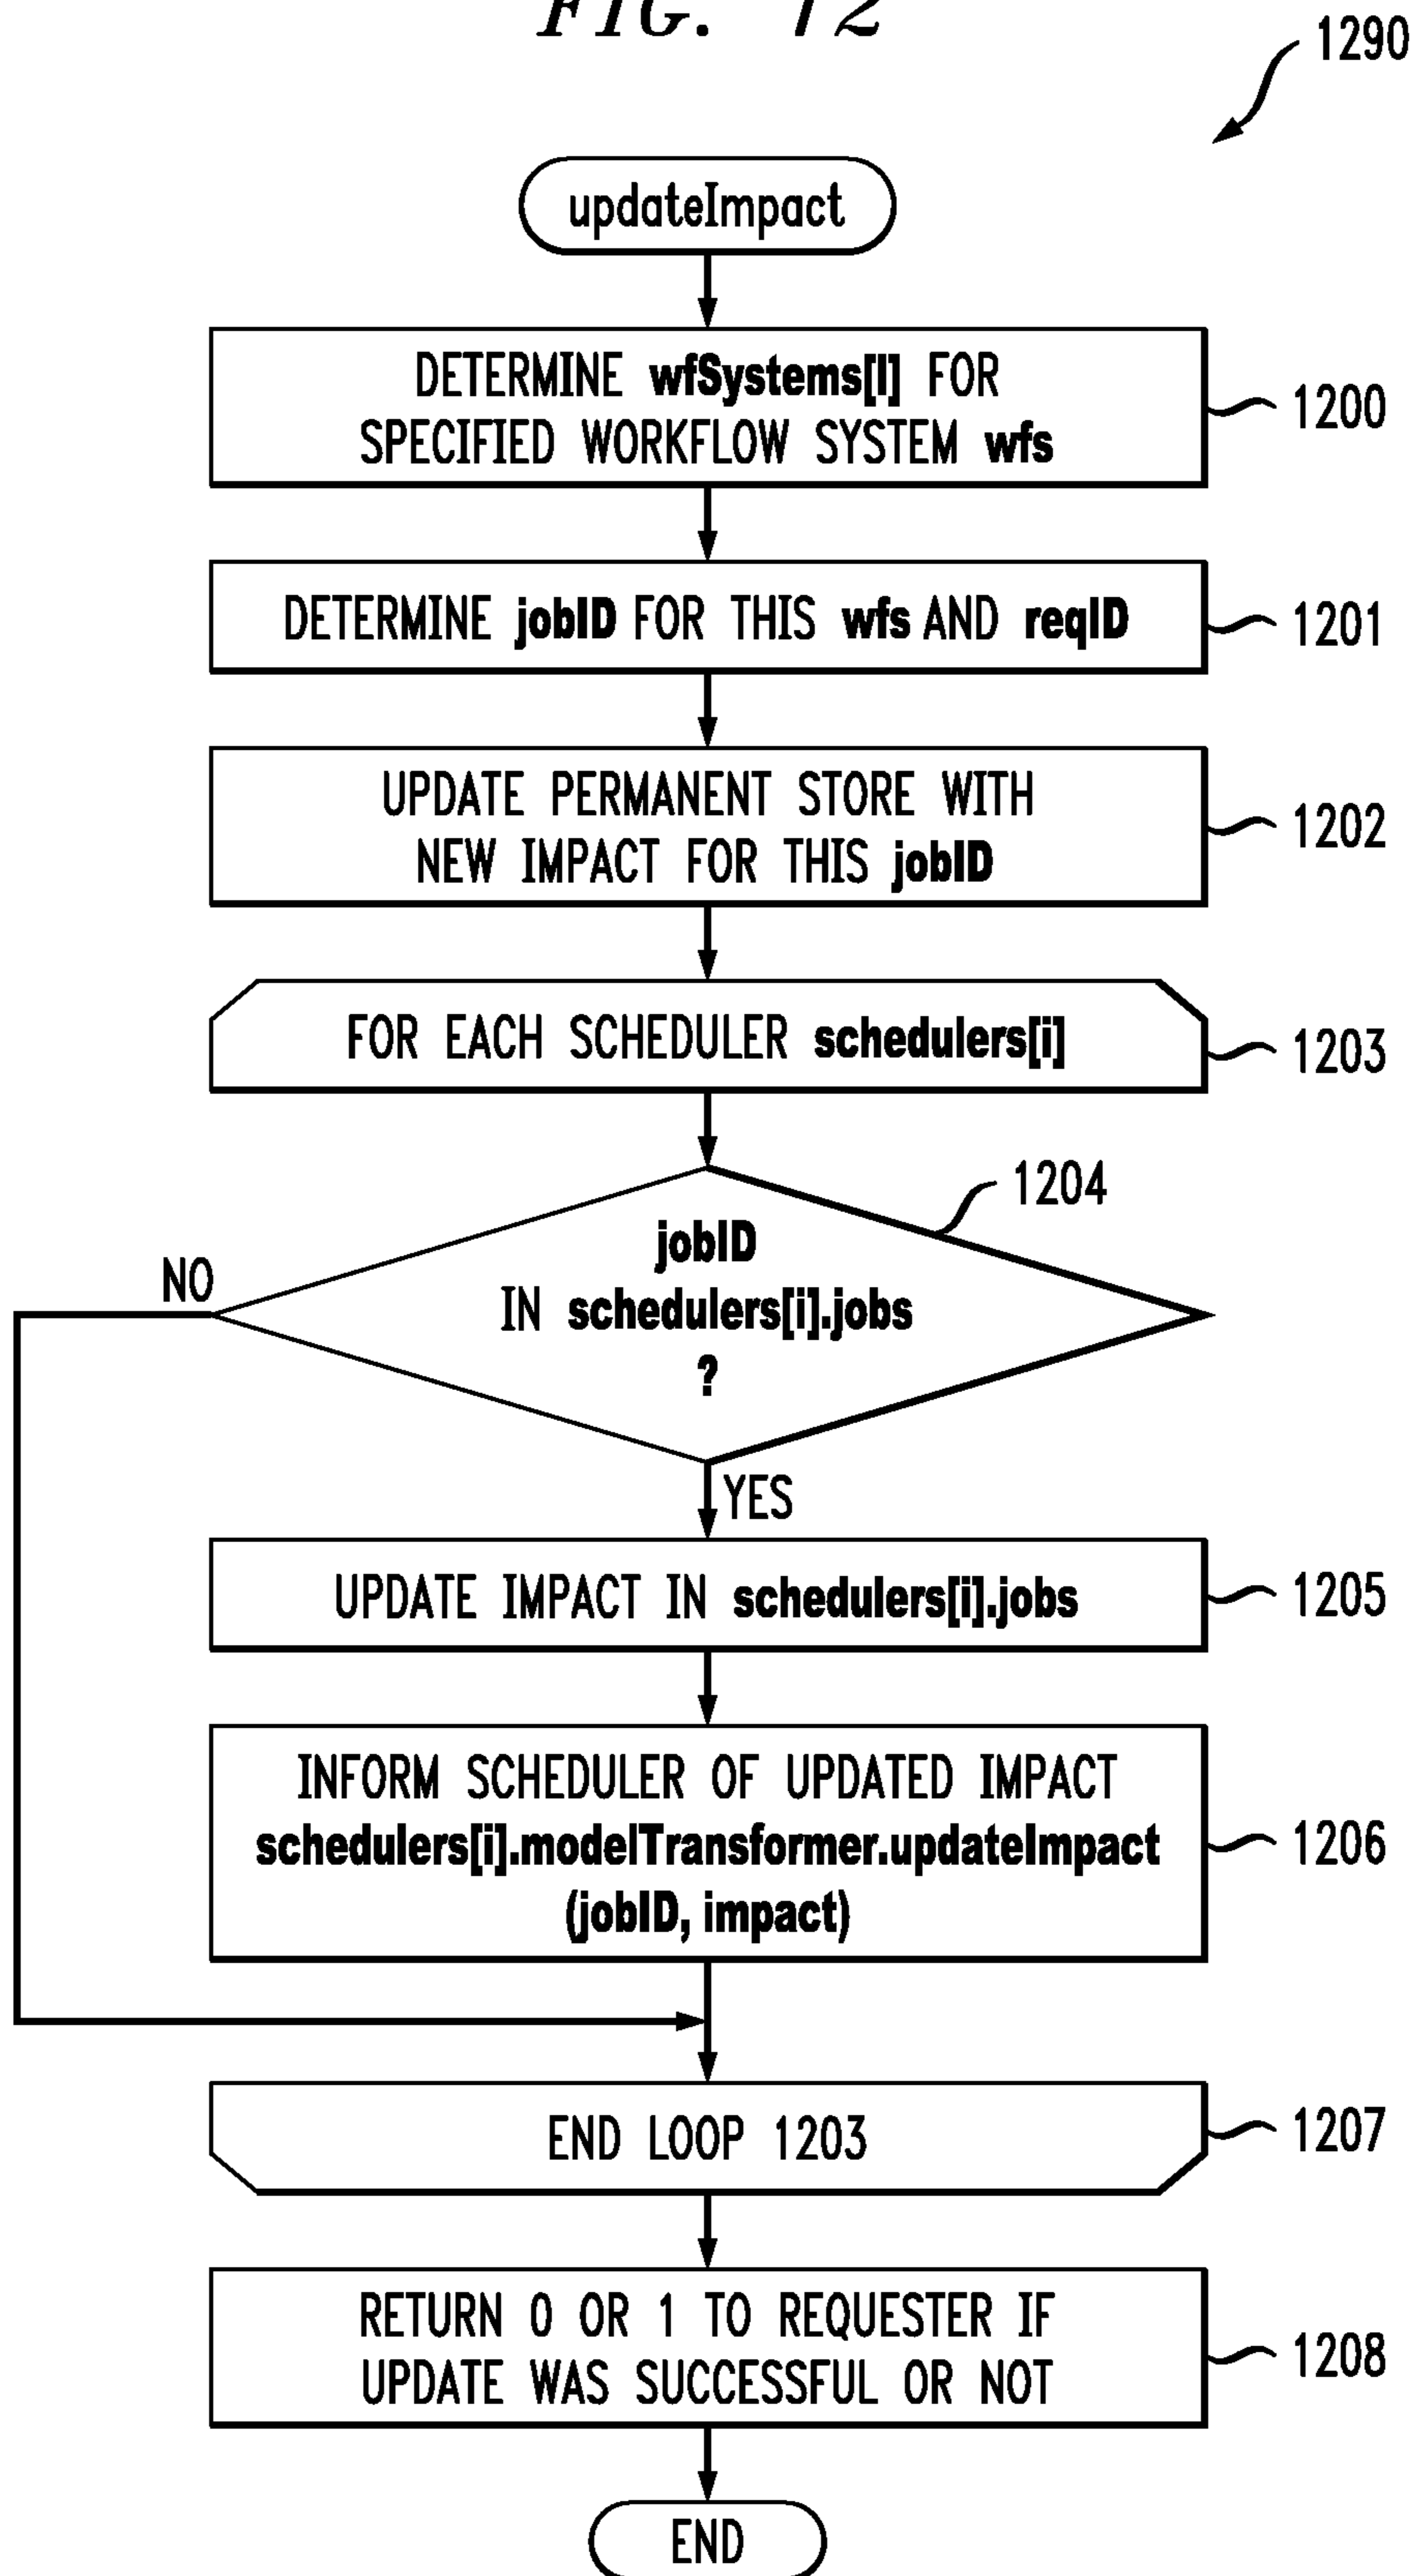 FIG. 12
1290
updateImpact
DETERMINE wfSystems[I] FOR
SPECIFIED WORKFLOW SYSTEM wfs
1200
DETERMINE jobID FOR THIS wfs AND reqID
1201
UPDATE PERMANENT STORE WITH
NEW IMPACT FOR THIS jobID
1202
FOR EACH SCHEDULER schedulers[i]
1203
1204
jobID
IN schedulers[i].jobs
?
NO
YES
UPDATE IMPACT IN schedulers[i].jobs
1205
INFORM SCHEDULER OF UPDATED IMPACT
schedulers[i].modelTransformer.updateImpact
(jobID, impact)
1206
END LOOP 1203
1207
RETURN 0 OR 1 TO REQUESTER IF
UPDATE WAS SUCCESSFUL OR NOT
1208
END